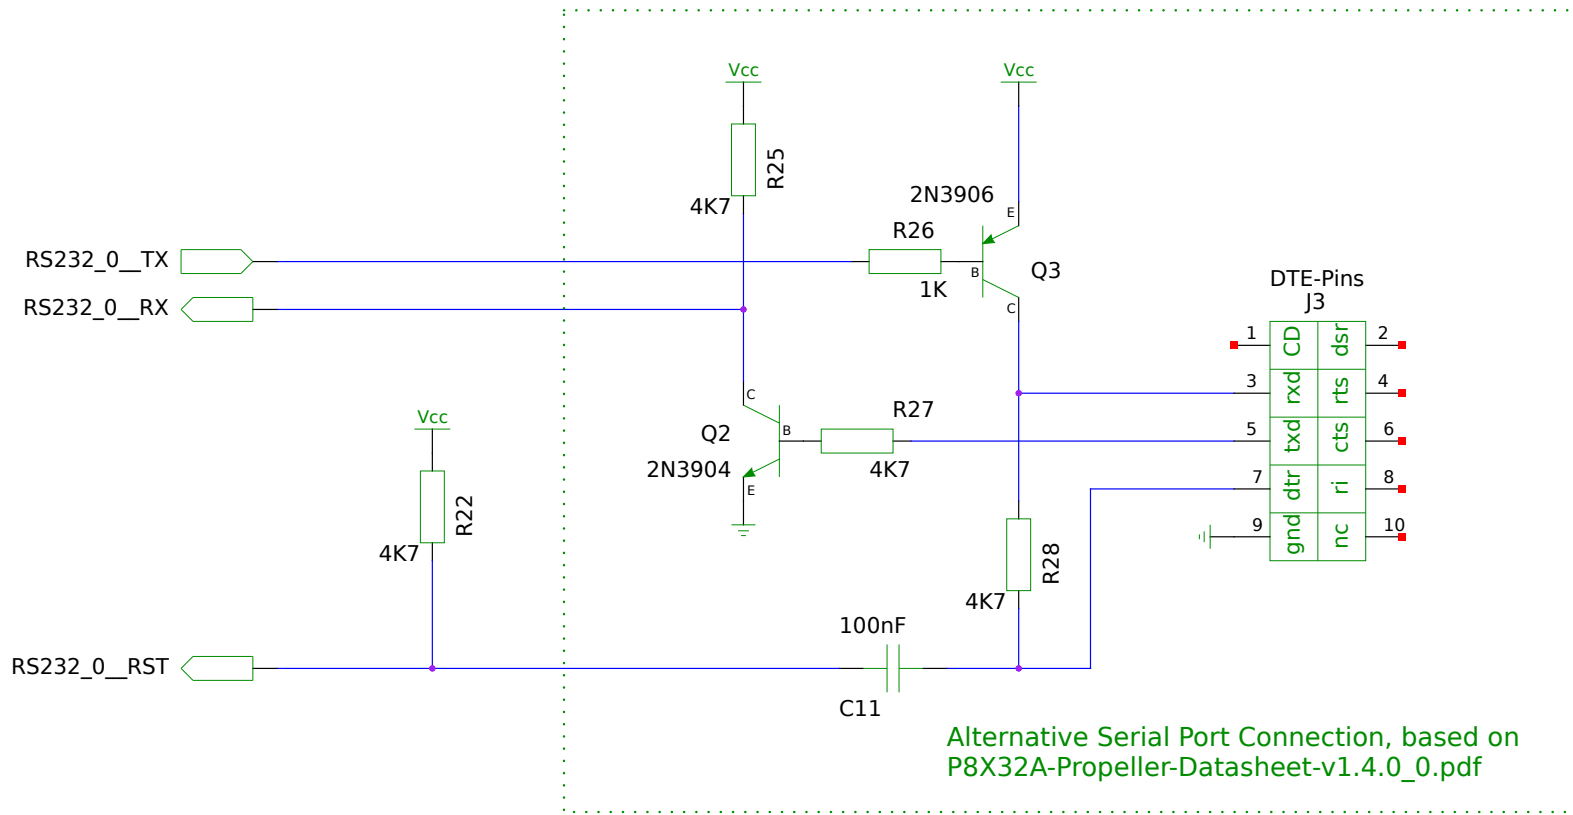 Vcc
Vcc
R25
4K7
2N3906
E
R26
RS232_0__TX
B
Q3
1K
DTE-Pins
J3
RS232_0__RX
C
1 CD dsr 2
3 rxd rts 4
5 txd cts 6
7 dtr ri 8
9 gnd nc 10
C
R27
Vcc
Q2
B
2N3904
4K7
E
R22
4K7
R28
4K7
100nF
RS232_0__RST
C11
Alternative Serial Port Connection, based on
P8X32A-Propeller-Datasheet-v1.4.0_0.pdf